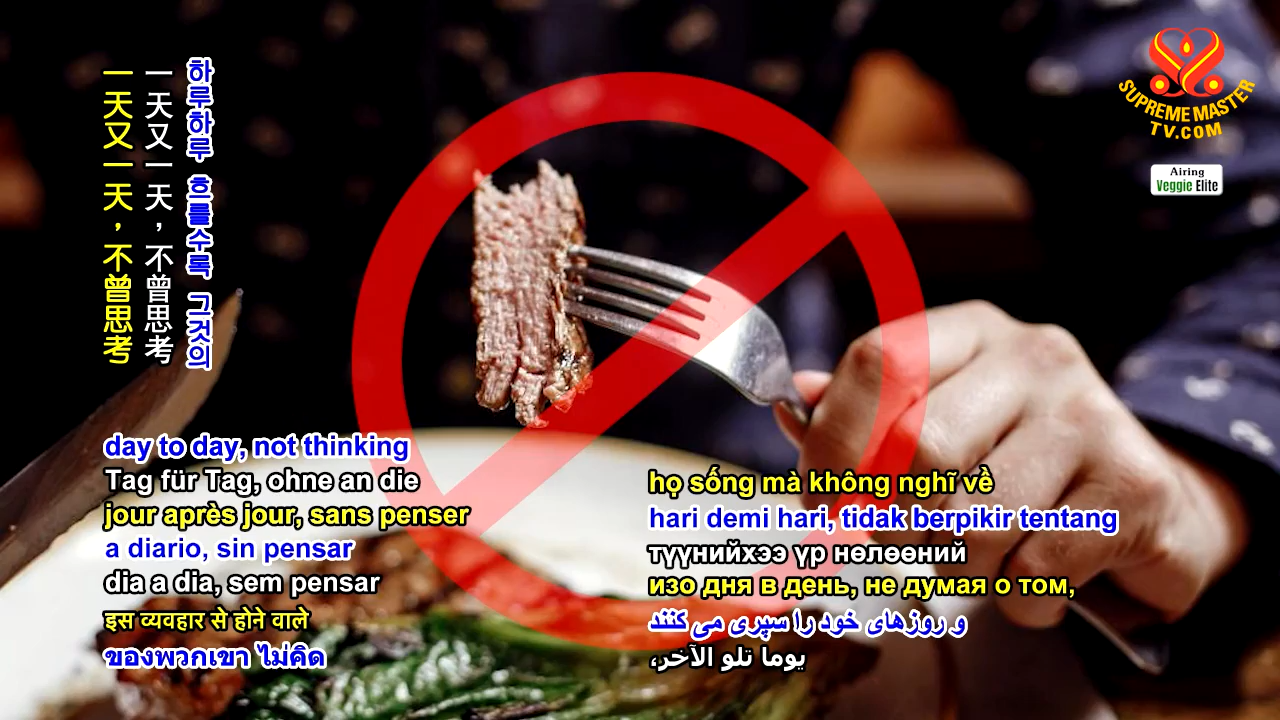 하루하루 흐를수록 그것의
一天又一天，不曾思考
一天又一天，不曾思考
day to day, not thinking
Tag für Tag, ohne an die
jour après jour, sans penser
a diario, sin pensar
dia a dia, sem pensar
इस व्यवहार से होने वाले
ของพวกเขา ไม่คิด
họ sống mà không nghĩ về
hari demi hari, tidak berpikir tentang
түүнийхээ үр нөлөөний
изо дня в день, не думая о том,
و روزهای خود را سپری می کنند
يوما تلو الآخر،
SUPREME MASTER
TV.COM
Airing
Veggie Elite